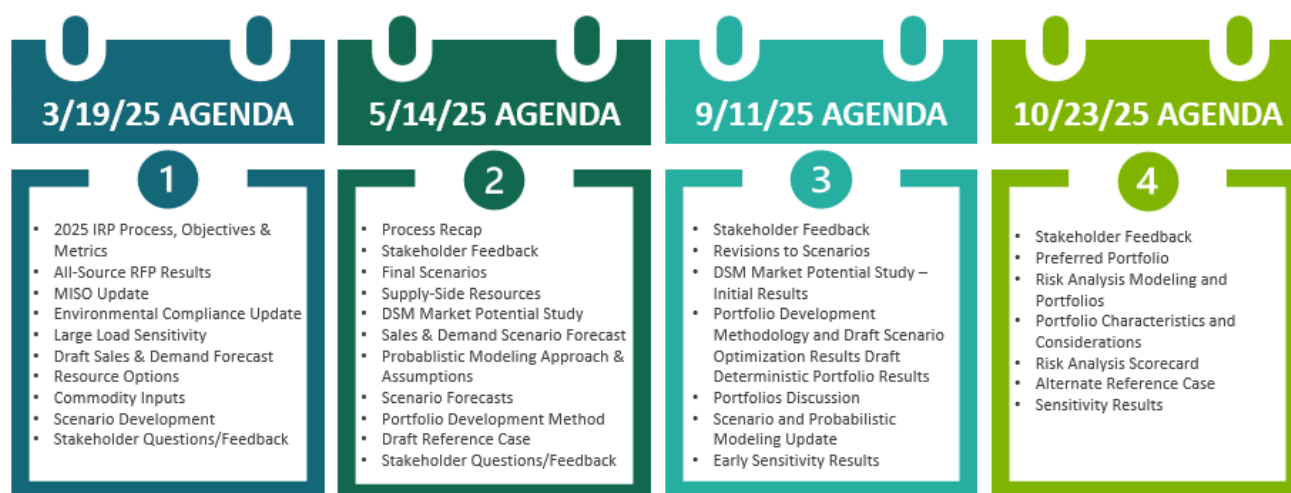 3/19/25 AGENDA
1
• 2025 IRP Process, Objectives &
Metrics
• All-Source RFP Results
• MISO Update
• Environmental Compliance Update
• Large Load Sensitivity
• Draft Sales & Demand Forecast
• Resource Options
• Commodity Inputs
• Scenario Development
• Stakeholder Questions/Feedback
5/14/25 AGENDA
2
• Process Recap
• Stakeholder Feedback
• Final Scenarios
• Supply-Side Resources
• DSM Market Potential Study
• Sales & Demand Scenario Forecast
• Probablistic Modeling Approach &
Assumptions
• Scenario Forecasts
• Portfolio Development Method
• Draft Reference Case
• Stakeholder Questions/Feedback
9/11/25 AGENDA
3
• Stakeholder Feedback
• Revisions to Scenarios
• DSM Market Potential Study –
Initial Results
• Portfolio Development
Methodology and Draft Scenario
Optimization Results Draft
Deterministic Portfolio Results
• Portfolios Discussion
• Scenario and Probabilistic
Modeling Update
• Early Sensitivity Results
10/23/25 AGENDA
4
• Stakeholder Feedback
• Preferred Portfolio
• Risk Analysis Modeling and
Portfolios
• Portfolio Characteristics and
Considerations
• Risk Analysis Scorecard
• Alternate Reference Case
• Sensitivity Results